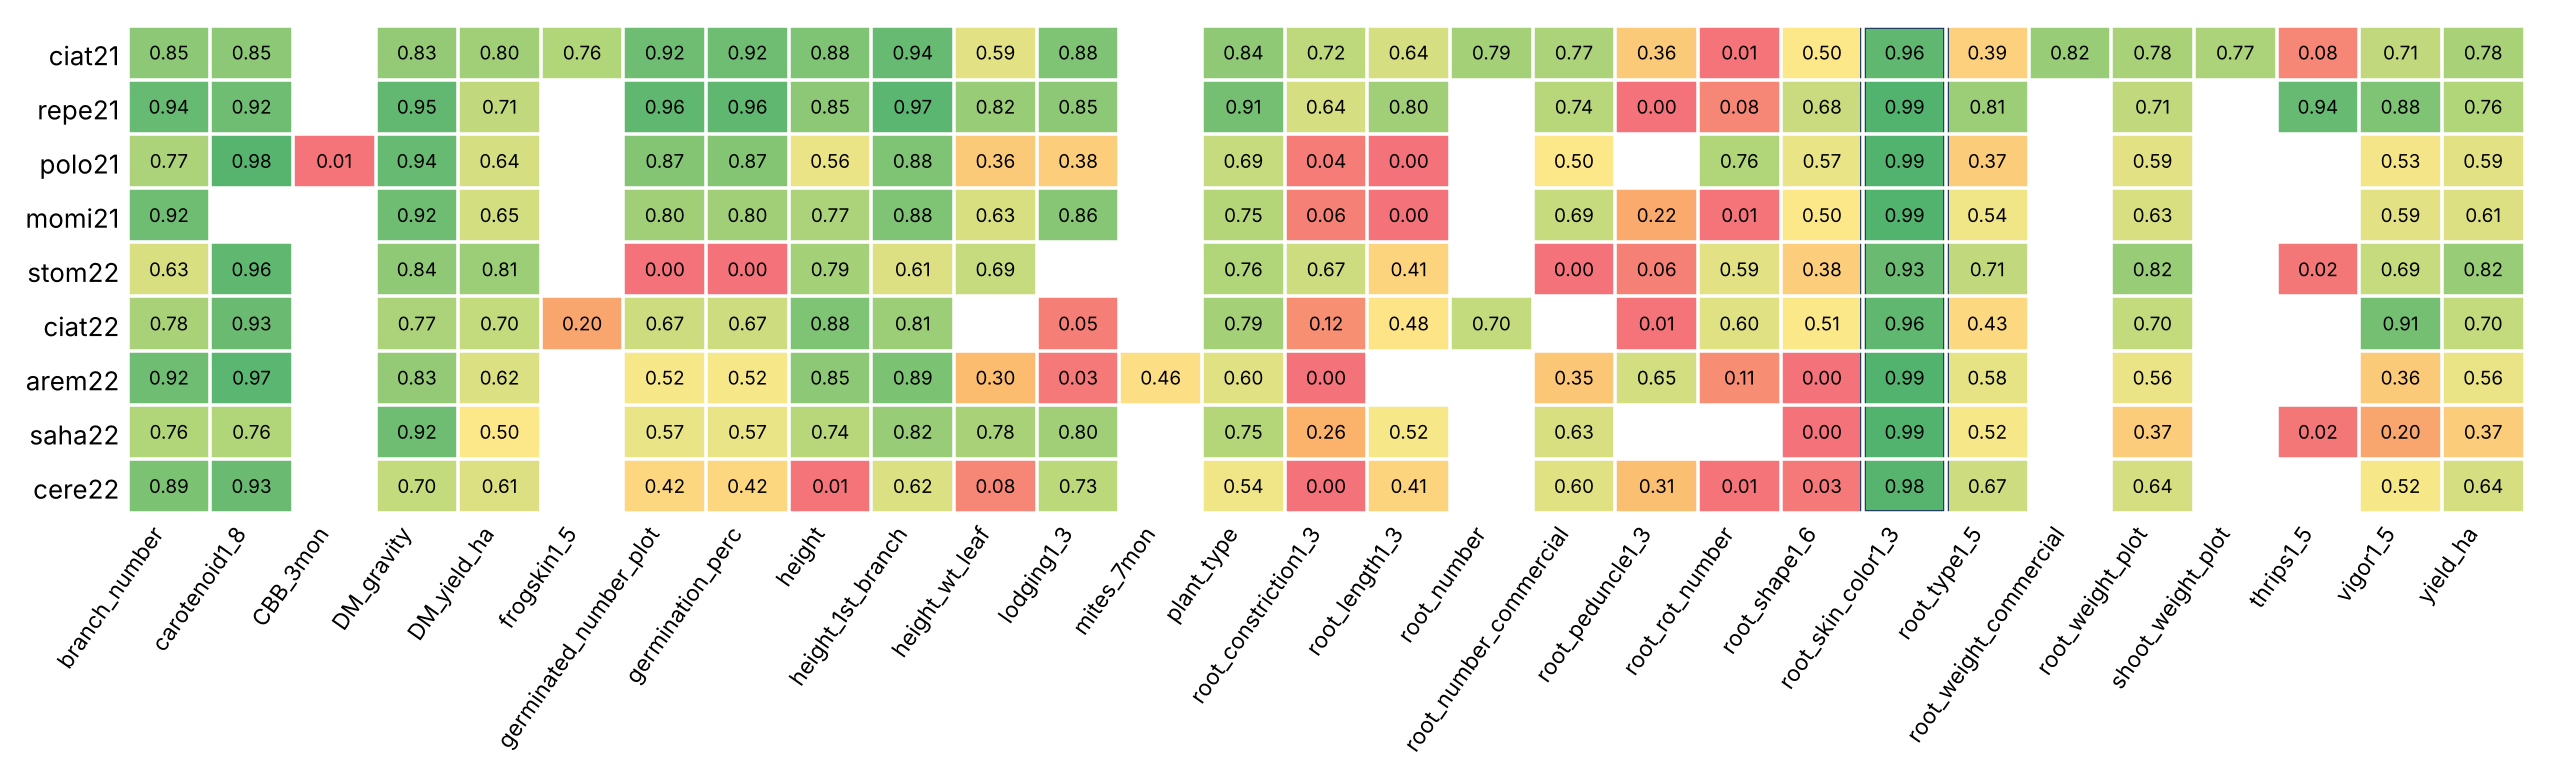 ciat21 0.85 0.85 0.83 0.80 0.76 0.92 0.92 0.88 0.94 0.59 0.88 0.84 0.72 0.64 0.79 0.77 0.36 0.01 0.50 0.96 0.39 0.82 0.78 0.77 0.08 0.71 0.78
repe21 0.94 0.92 0.95 0.71 0.96 0.96 0.85 0.97 0.82 0.85 0.91 0.64 0.80 0.74 0.00 0.08 0.68 0.99 0.81 0.71 0.94 0.88 0.76
polo21 0.77 0.98 0.01 0.94 0.64 0.87 0.87 0.56 0.88 0.36 0.38 0.69 0.04 0.00 0.50 0.76 0.57 0.99 0.37 0.59 0.53 0.59
momi21 0.92 0.92 0.65 0.80 0.80 0.77 0.88 0.63 0.86 0.75 0.06 0.00 0.69 0.22 0.01 0.50 0.99 0.54 0.63 0.59 0.61
stom22 0.63 0.96 0.84 0.81 0.00 0.00 0.79 0.61 0.69 0.76 0.67 0.41 0.00 0.06 0.59 0.38 0.93 0.71 0.82 0.02 0.69 0.82
ciat22 0.78 0.93 0.77 0.70 0.20 0.67 0.67 0.88 0.81 0.05 0.79 0.12 0.48 0.70 0.01 0.60 0.51 0.96 0.43 0.70 0.91 0.70
arem22 0.92 0.97 0.83 0.62 0.52 0.52 0.85 0.89 0.30 0.03 0.46 0.60 0.00 0.35 0.65 0.11 0.00 0.99 0.58 0.56 0.36 0.56
saha22 0.76 0.76 0.92 0.50 0.57 0.57 0.74 0.82 0.78 0.80 0.75 0.26 0.52 0.63 0.00 0.99 0.52 0.37 0.02 0.20 0.37
cere22 0.89 0.93 0.70 0.61 0.42 0.42 0.01 0.62 0.08 0.73 0.54 0.00 0.41 0.60 0.31 0.01 0.03 0.98 0.67 0.64 0.52 0.64
branch_number
carotenoid1_8
CBB_3mon
DM_gravity
DM_yield_ha
frogskin1_5
germinated_number_plot
germination_perc
height
height_1st_branch
height_wt_leaf
lodging1_3
mites_7mon
plant_type
root_constriction1_3
root_length1_3
root_number
root_number_commercial
root_peduncle1_3
root_rot_number
root_shape1_6
root_skin_color1_3
root_type1_5
root_weight_commercial
root_weight_plot
shoot_weight_plot
thrips1_5
vigor1_5
yield_ha